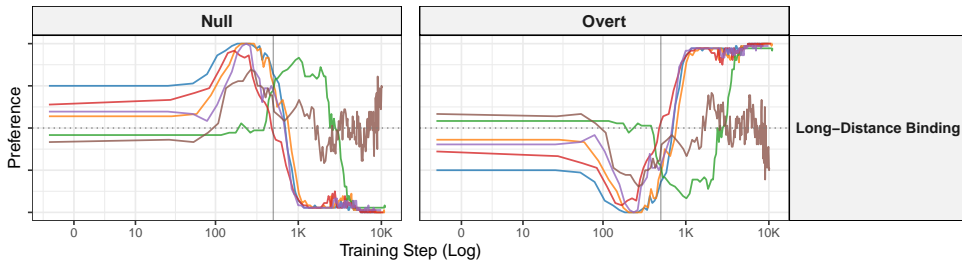 Null
Overt
Preference
Long−Distance Binding
0
10
100
1K
10K
0
10
100
1K
10K
Training Step (Log)